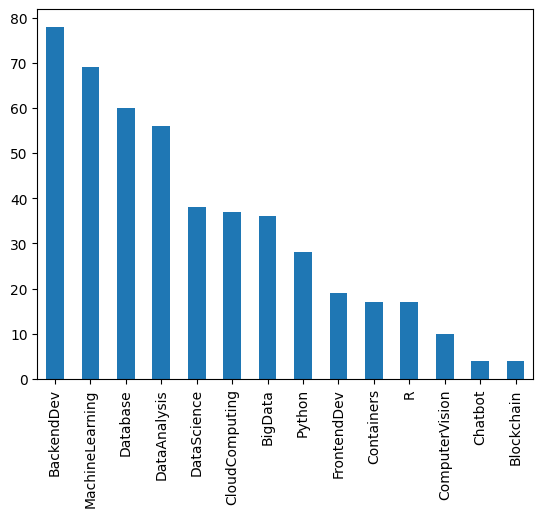 80
70
60
50
40
30
20
10
0
BackendDev
MachineLearning
Database
DataAnalysis
DataScience
CloudComputing
BigData
Python
FrontendDev
Containers
R
ComputerVision
Chatbot
Blockchain